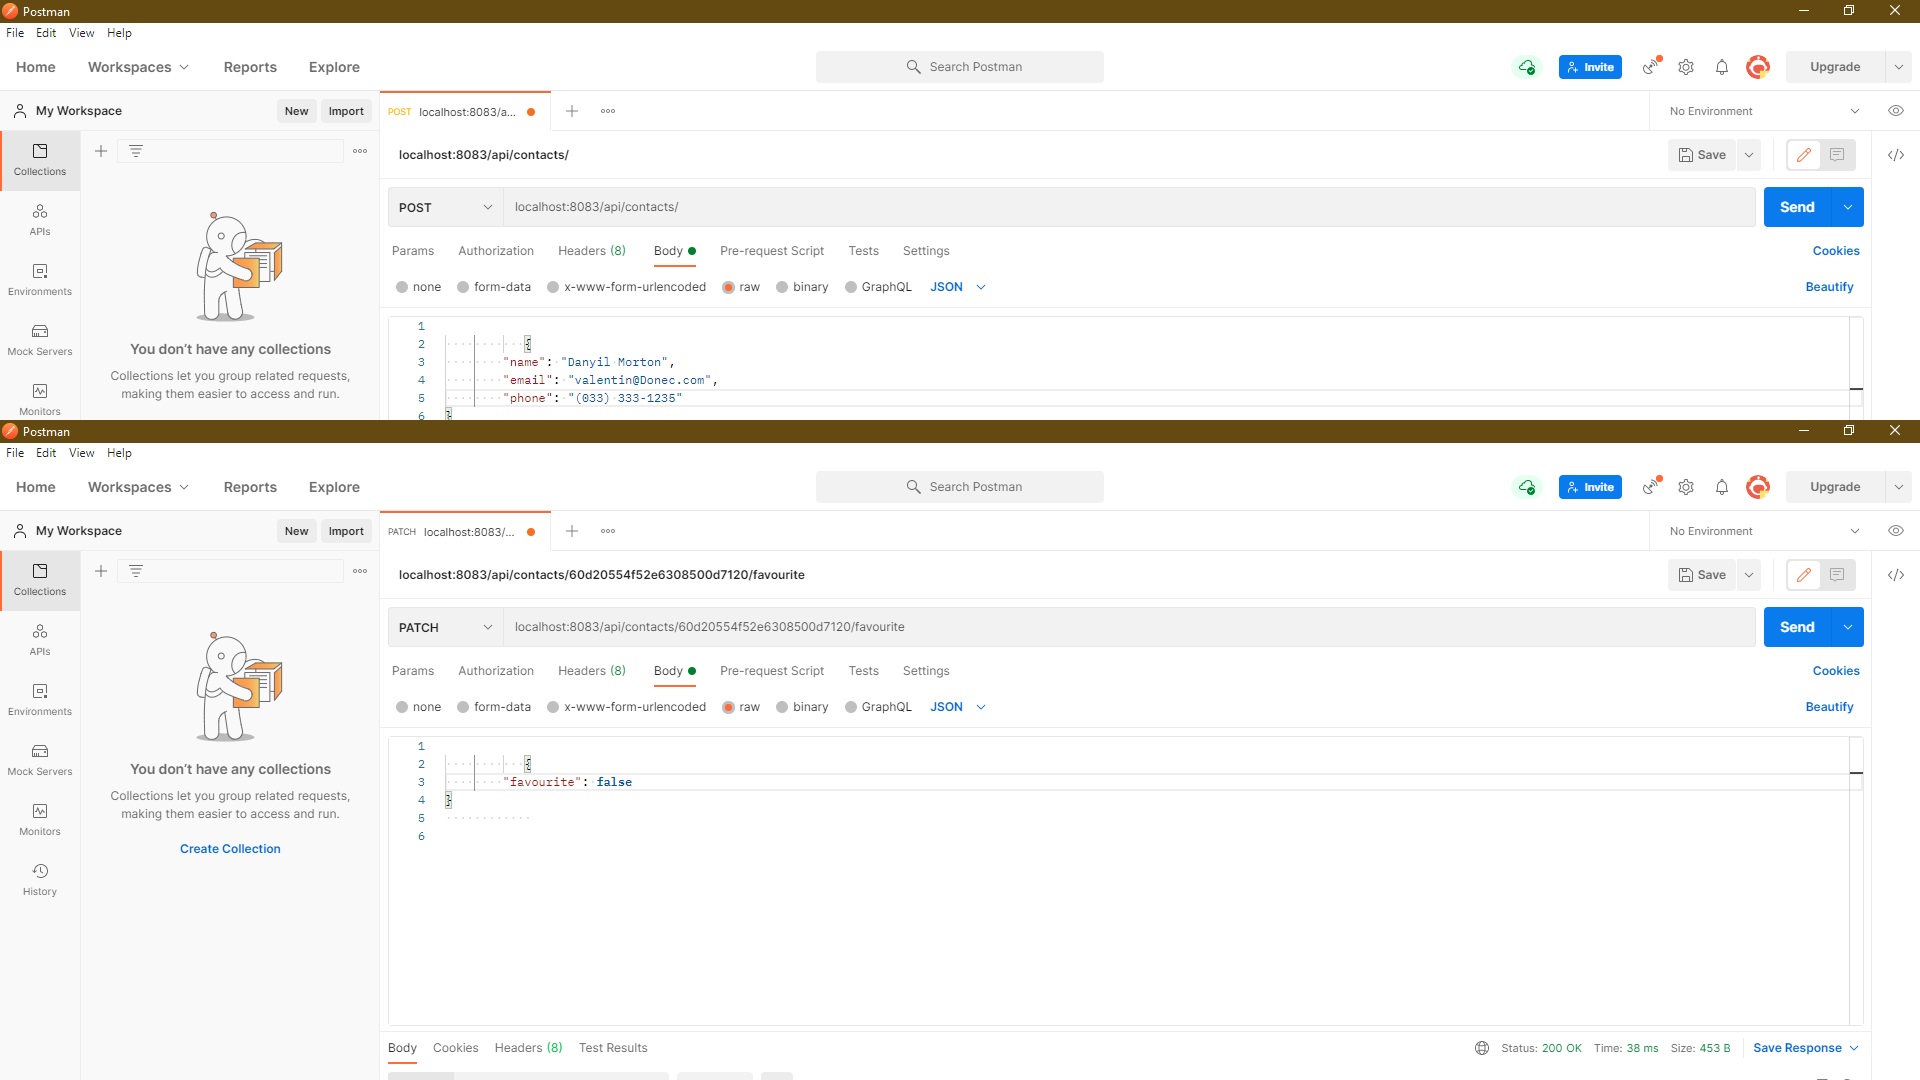 Postman
File Edit View Help
Home Workspaces Reports Explore Search Postman Invite Upgrade
My Workspace New Import POST localhost:8083/a... No Environment
localhost:8083/api/contacts/ Save
Collections
POST localhost:8083/api/contacts/ Send
APIs
Params Authorization Headers (8) Body Pre-request Script Tests Settings Cookies
none form-data x-www-form-urlencoded raw binary GraphQL JSON Beautify
Environments
1
2 {
3 "name": "Danyil Morton",
4 "email": "valentin@Donec.com",
5 "phone": "(033) 333-1235"
6 }
Mock Servers
You don't have any collections
Collections let you group related requests,
making them easier to access and run.
Monitors
Postman
File Edit View Help
Home Workspaces Reports Explore Search Postman Invite Upgrade
My Workspace New Import PATCH localhost:8083/... No Environment
localhost:8083/api/contacts/60d20554f52e6308500d7120/favourite Save
Collections
PATCH localhost:8083/api/contacts/60d20554f52e6308500d7120/favourite Send
APIs
Params Authorization Headers (8) Body Pre-request Script Tests Settings Cookies
none form-data x-www-form-urlencoded raw binary GraphQL JSON Beautify
Environments
1
2 {
3 "favourite": false
4 }
5
6
Mock Servers
You don't have any collections
Collections let you group related requests,
making them easier to access and run.
Monitors
Create Collection
History
Body Cookies Headers (8) Test Results Status: 200 OK Time: 38 ms Size: 453 B Save Response